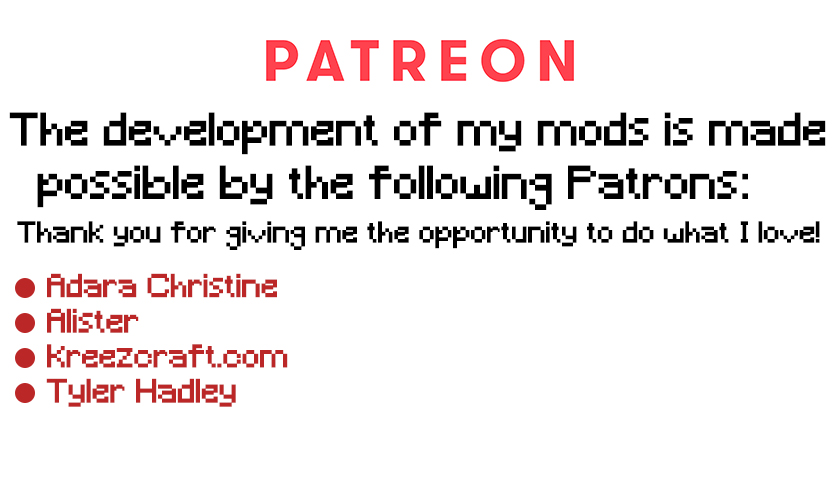 PATREON
The development of my mods is made
possible by the following Patrons:
Thank you for giving me the opportunity to do what I love!
Adara Christine
Alister
KreeZcraft.com
Tyler Hadley